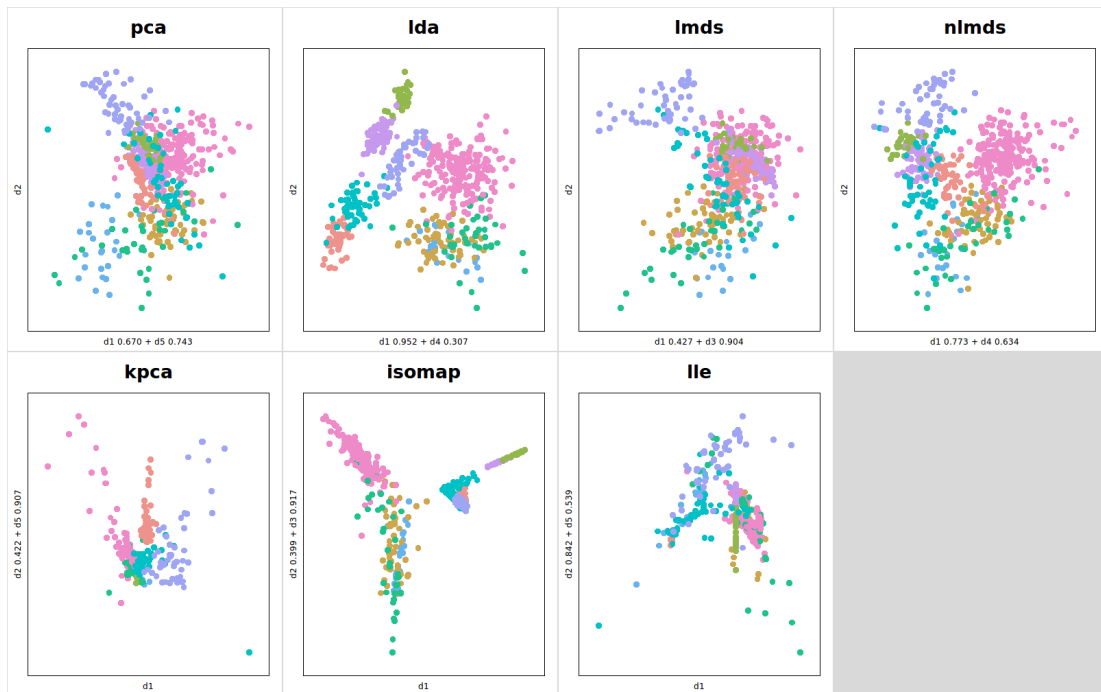 pca
d2
d1 0.670 + d5 0.743
lda
d2
d1 0.952 + d4 0.307
lmds
d2
d1 0.427 + d3 0.904
nlmds
d2
d1 0.773 + d4 0.634
kpca
d2 0.422 + d5 0.907
d1
isomap
d2 0.399 + d3 0.917
d1
lle
d2 0.842 + d5 0.539
d1